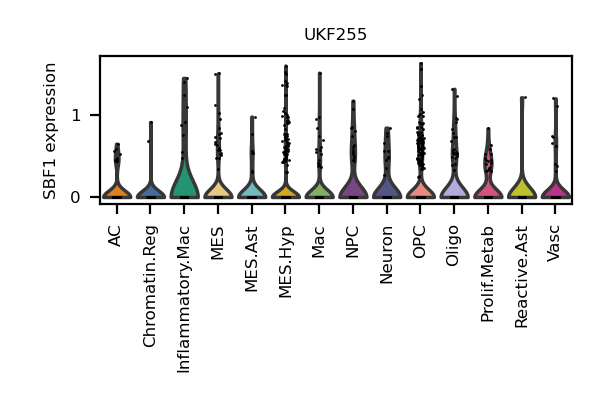 UKF255
SBF1 expression
1
0
AC
Chromatin.Reg
Inflammatory.Mac
MES
MES.Ast
MES.Hyp
Mac
NPC
Neuron
OPC
Oligo
Prolif.Metab
Reactive.Ast
Vasc